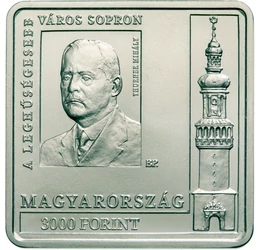 A LEGHŰSÉGESEBB VÁROS SOPRON
THURNER MIHÁLY
BP.
MAGYARORSZÁG
3000 FORINT